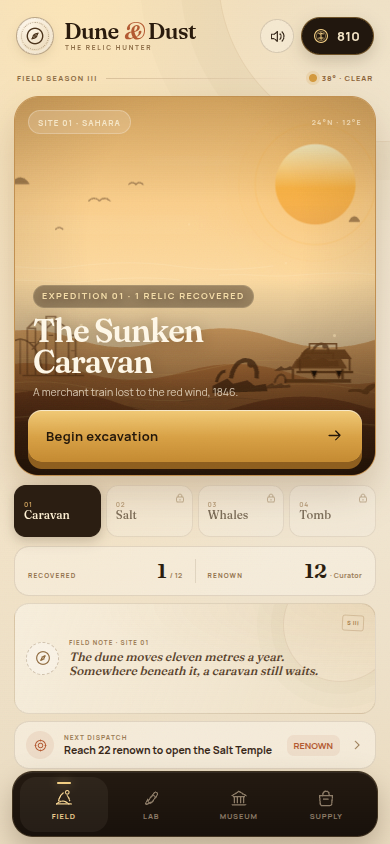 Dune & Dust
THE RELIC HUNTER
810
FIELD SEASON III
38° · CLEAR
SITE 01 · SAHARA
24°N · 12°E
EXPEDITION 01 · 1 RELIC RECOVERED
The Sunken
Caravan
A merchant train lost to the red wind, 1846.
Begin excavation
01
Caravan
02
Salt
03
Whales
04
Tomb
RECOVERED
1 / 12
RENOWN
12 · Curator
S III
FIELD NOTE · SITE 01
The dune moves eleven metres a year.
Somewhere beneath it, a caravan still waits.
NEXT DISPATCH
Reach 22 renown to open the Salt Temple
RENOWN
FIELD
LAB
MUSEUM
SUPPLY